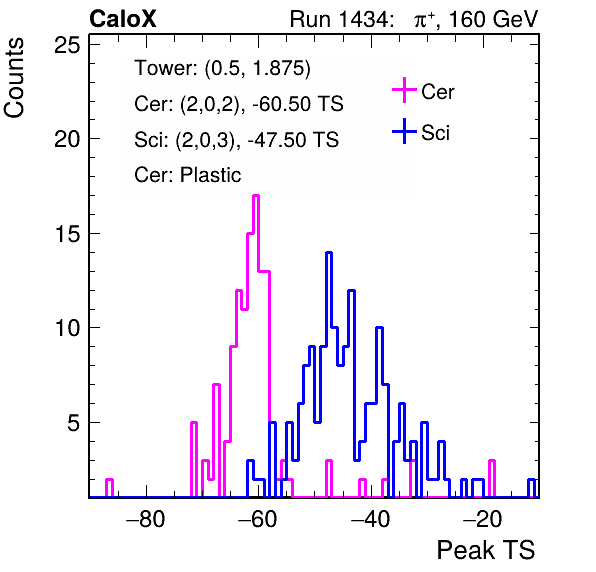 CaloX Run 1434: π⁺, 160 GeV
Counts
Tower: (0.5, 1.875)
Cer: (2,0,2), -60.50 TS
Sci: (2,0,3), -47.50 TS
Cer: Plastic
Cer
Sci
25
20
15
10
5
−80 −60 −40 −20
Peak TS